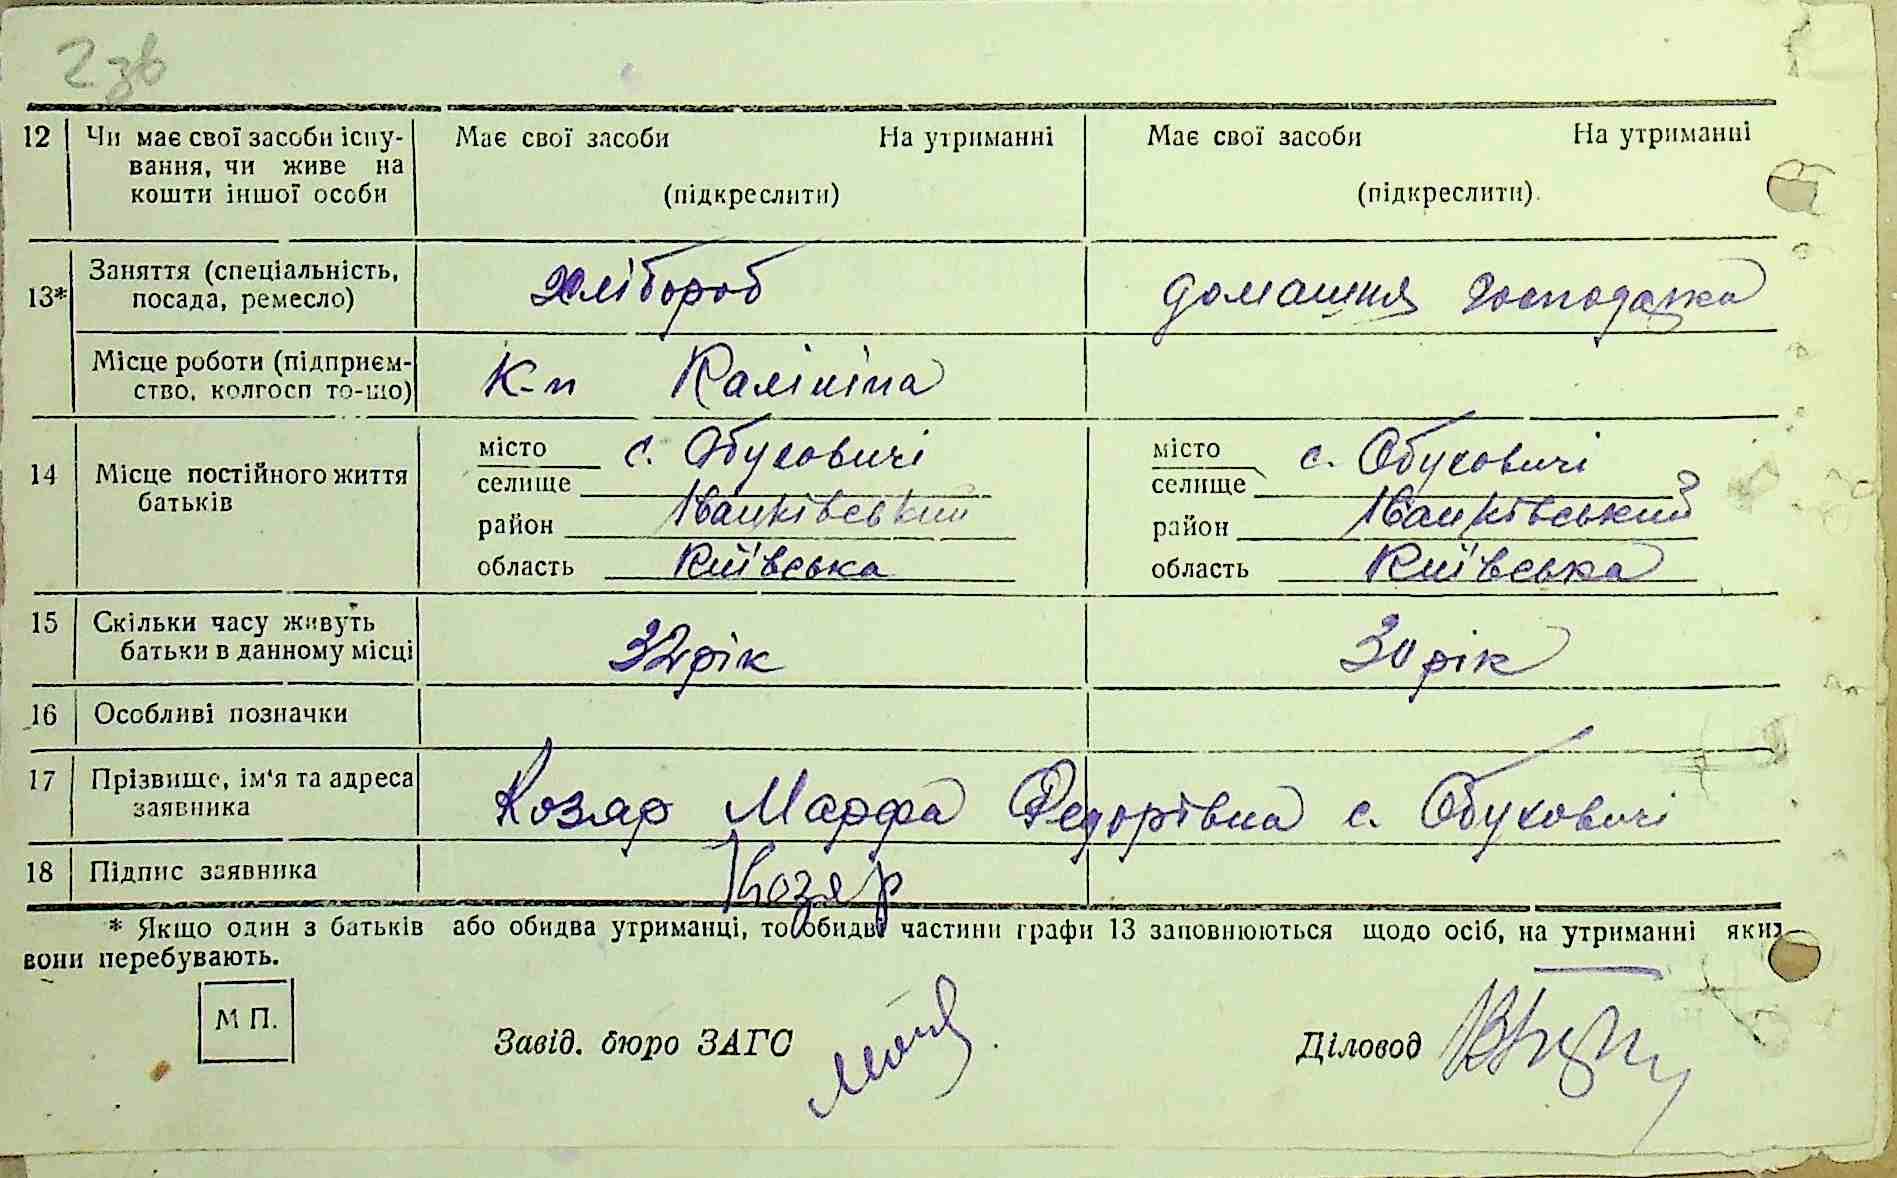 2 зв
12 Чи має свої засоби існу- Має свої засоби На утриманні Має свої засоби На утриманні
вання, чи живе на
кошти іншої особи (підкреслити) (підкреслити).
13* Заняття (спеціальність, хлібороб домашня господарка
посада, ремесло)
Місце роботи (підприєм- К-п Калініна
ство, колгосп то-що)
14 Місце постійного життя місто с. Обуховичі місто с. Обуховичі
батьків селище селище
район Іванківський район Іванківський
область Київська область Київська
15 Скільки часу живуть 32 рік 30 рік
батьки в данному місці
16 Особливі позначки
17 Прізвище, ім'я та адреса Козяр Марфа Федорівна с. Обуховичі
заявника
18 Підпис заявника Козяр
* Якщо один з батьків або обидва утриманці, то обидві частини графи 13 заповнюються щодо осіб, на утриманні яких
вони перебувають.
М П. Завід. бюро ЗАГС Діловод